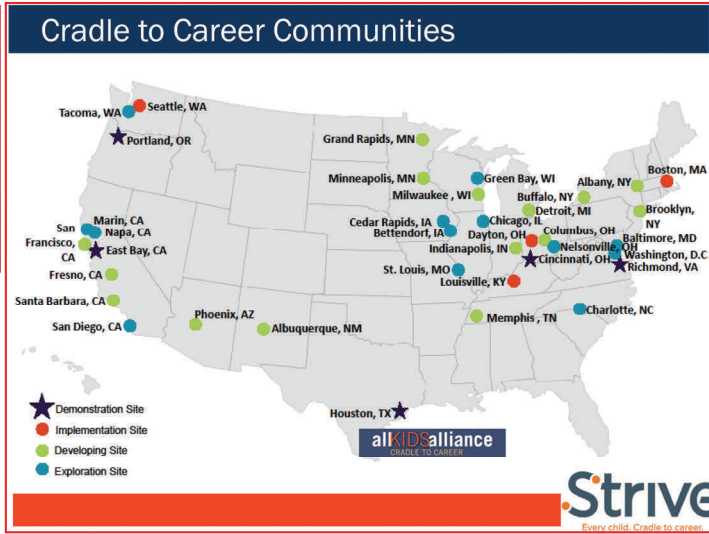 Cradle to Career Communities
Seattle, WA
Tacoma, WA
Portland, OR
Grand Rapids, MN
Minneapolis, MN
Green Bay, WI
Milwaukee , WI
Boston, MA
Albany, NY
Buffalo, NY
Detroit, MI
Brooklyn,
NY
Marin, CA
San
Francisco,
CA
Napa, CA
East Bay, CA
Cedar Rapids, IA
Bettendorf, IA
Chicago, IL
Dayton, OH
Columbus, OH
Indianapolis, IN
Nelsonville, OH
Cincinnati, OH
Baltimore, MD
Washington, D.C
Richmond, VA
Fresno, CA
St. Louis, MO
Louisville, KY
Santa Barbara, CA
San Diego, CA
Phoenix, AZ
Albuquerque, NM
Memphis , TN
Charlotte, NC
Houston, TX
Demonstration Site
Implementation Site
Developing Site
Exploration Site
allKIDSalliance
CRADLE TO CAREER
Strive
Every child. Cradle to career.